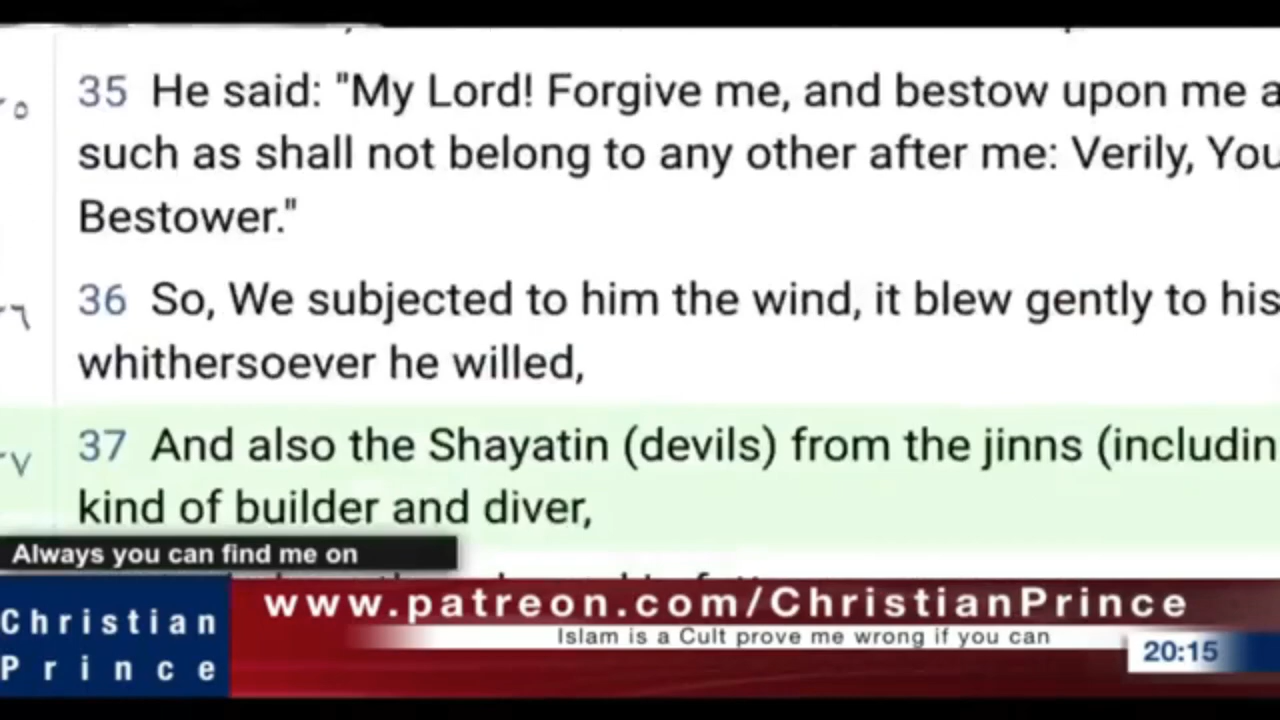 35 He said: "My Lord! Forgive me, and bestow upon me a
such as shall not belong to any other after me: Verily, You
Bestower."
36 So, We subjected to him the wind, it blew gently to his
whithersoever he willed,
٣٧
37 And also the Shayatin (devils) from the jinns (includin
kind of builder and diver,
Always you can find me on
Christian
Prince
www.patreon.com/ChristianPrince
Islam is a Cult prove me wrong if you can
20:15